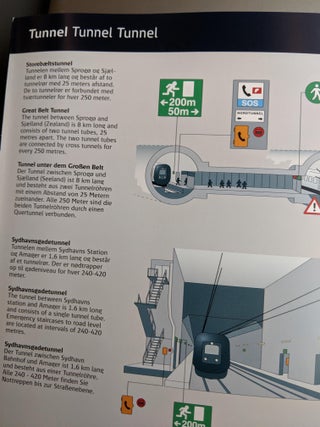 Tunnel Tunnel Tunnel
Storebæltstunnel
Tunnelen mellem Sprogø og Sjæl-
land er 8 km lang og består af to
tunnelrør med 25 meters afstand.
De to tunnelrør er forbundet med
tværtunneler for hver 250 meter.
Great Belt Tunnel
The tunnel between Sprogø and
Sjælland (Zealand) is 8 km long and
consists of two tunnel tubes, 25
metres apart. The two tunnel tubes
are connected by cross tunnels for
every 250 metres.
Tunnel unter dem Großen Belt
Der Tunnel zwischen Sprogø und
Sjælland (Seeland) ist 8 km lang
und besteht aus zwei Tunnelröhren
mit einem Abstand von 25 Metern
zueinander. Alle 250 Meter sind die
beiden Tunnelröhren durch einen
Quertunnel verbunden.
←200m
50m→
SOS
NORDTUNNEL
Sydhavnsgadetunnel
Tunnelen mellem Sydhavns Station
og Amager er 1,6 km lang og består
af et tunnelrør. Der er nødtrapper
op til gadeniveau for hver 240-420
meter.
Sydhavnsgadetunnel
The tunnel between Sydhavns
station and Amager is 1.6 km long
and consists of a single tunnel tube.
Emergency staircases to road level
are located at intervals of 240-420
metres.
Sydhavnsgadetunnel
Der Tunnel zwischen Sydhavn
Bahnhof und Amager ist 1,6 km lang
und besteht aus einer Tunnelröhre.
Alle 240 - 420 Meter finden Sie
Nottreppen bis zur Straßenebene.
←200m